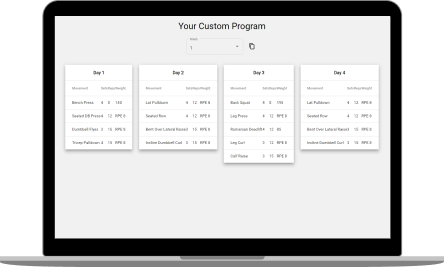 Your Custom Program
Week
1
Day 1
Movement Sets Reps Weight
Bench Press 4 8 190
Seated DB Press 4 12 RPE 8
Dumbbell Flyes 3 15 RPE 8
Tricep Pulldown 4 15 RPE 8
Day 2
Movement Sets Reps Weight
Lat Pulldown 4 12 RPE 8
Seated Row 4 12 RPE 8
Bent Over Lateral Raises 3 15 RPE 8
Incline Dumbbell Curl 3 15 RPE 8
Day 3
Movement Sets Reps Weight
Back Squat 4 8
Leg Press 4 12 RPE 8
Romanian Deadlift 4 12
Leg Curl 3 15 RPE 8
Calf Raise 3 15 RPE 8
Day 4
Movement Sets Reps Weight
Lat Pulldown 4 12 RPE 8
Seated Row 4 12 RPE 8
Bent Over Lateral Raises 3 15 RPE 8
Incline Dumbbell Curl 3 15 RPE 8